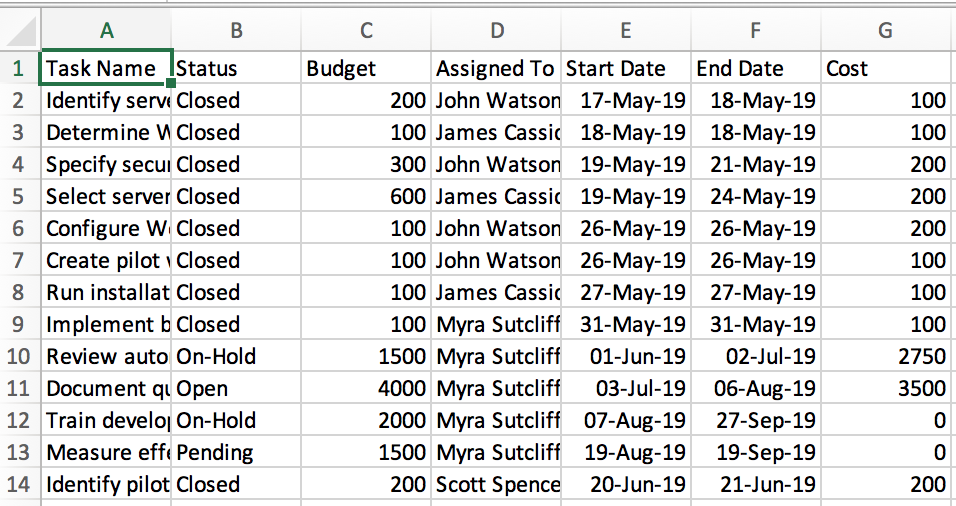 A B C D E F G
1 Task Name Status Budget Assigned To Start Date End Date Cost
2 Identify serve Closed 200 John Watson 17-May-19 18-May-19 100
3 Determine W Closed 100 James Cassic 18-May-19 18-May-19 100
4 Specify secur Closed 300 John Watson 19-May-19 21-May-19 200
5 Select server Closed 600 James Cassic 19-May-19 24-May-19 200
6 Configure W Closed 100 John Watson 26-May-19 26-May-19 200
7 Create pilot Closed 100 John Watson 26-May-19 26-May-19 100
8 Run installat Closed 100 James Cassic 27-May-19 27-May-19 100
9 Implement b Closed 100 Myra Sutcliff 31-May-19 31-May-19 100
10 Review auto On-Hold 1500 Myra Sutcliff 01-Jun-19 02-Jul-19 2750
11 Document qu Open 4000 Myra Sutcliff 03-Jul-19 06-Aug-19 3500
12 Train develop On-Hold 2000 Myra Sutcliff 07-Aug-19 27-Sep-19 0
13 Measure effe Pending 1500 Myra Sutcliff 19-Aug-19 19-Sep-19 0
14 Identify pilot Closed 200 Scott Spence 20-Jun-19 21-Jun-19 200